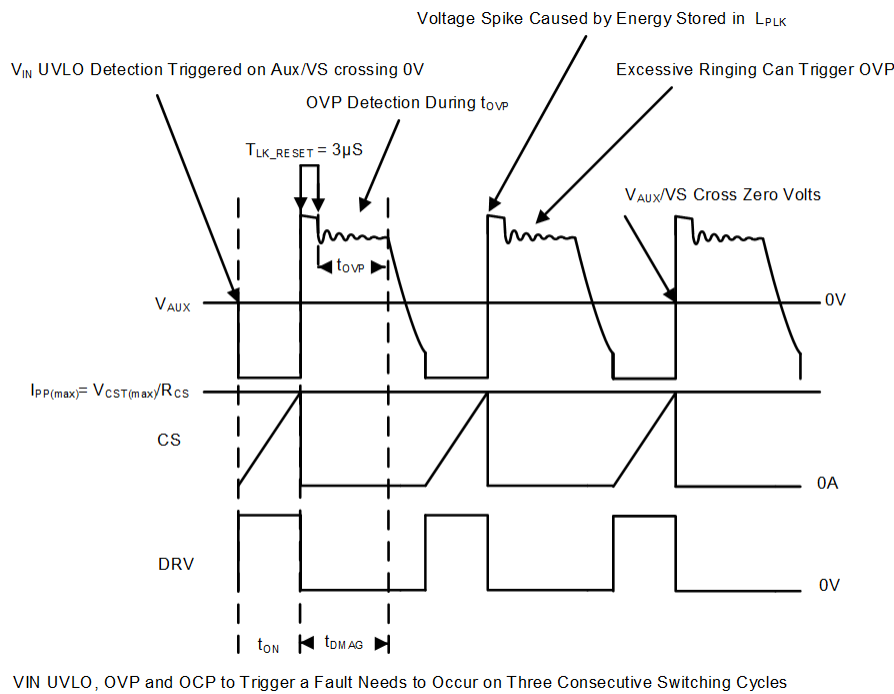 Voltage Spike Caused by Energy Stored in LPLK
VIN UVLO Detection Triggered on Aux/VS crossing 0V
Excessive Ringing Can Trigger OVP
OVP Detection During tOVP
TLK_RESET = 3µS
VAUX/VS Cross Zero Volts
tOVP
VAUX
0V
IPP(max)= VCST(max)/RCS
CS
0A
DRV
0V
tON
tDMAG
VIN UVLO, OVP and OCP to Trigger a Fault Needs to Occur on Three Consecutive Switching Cycles